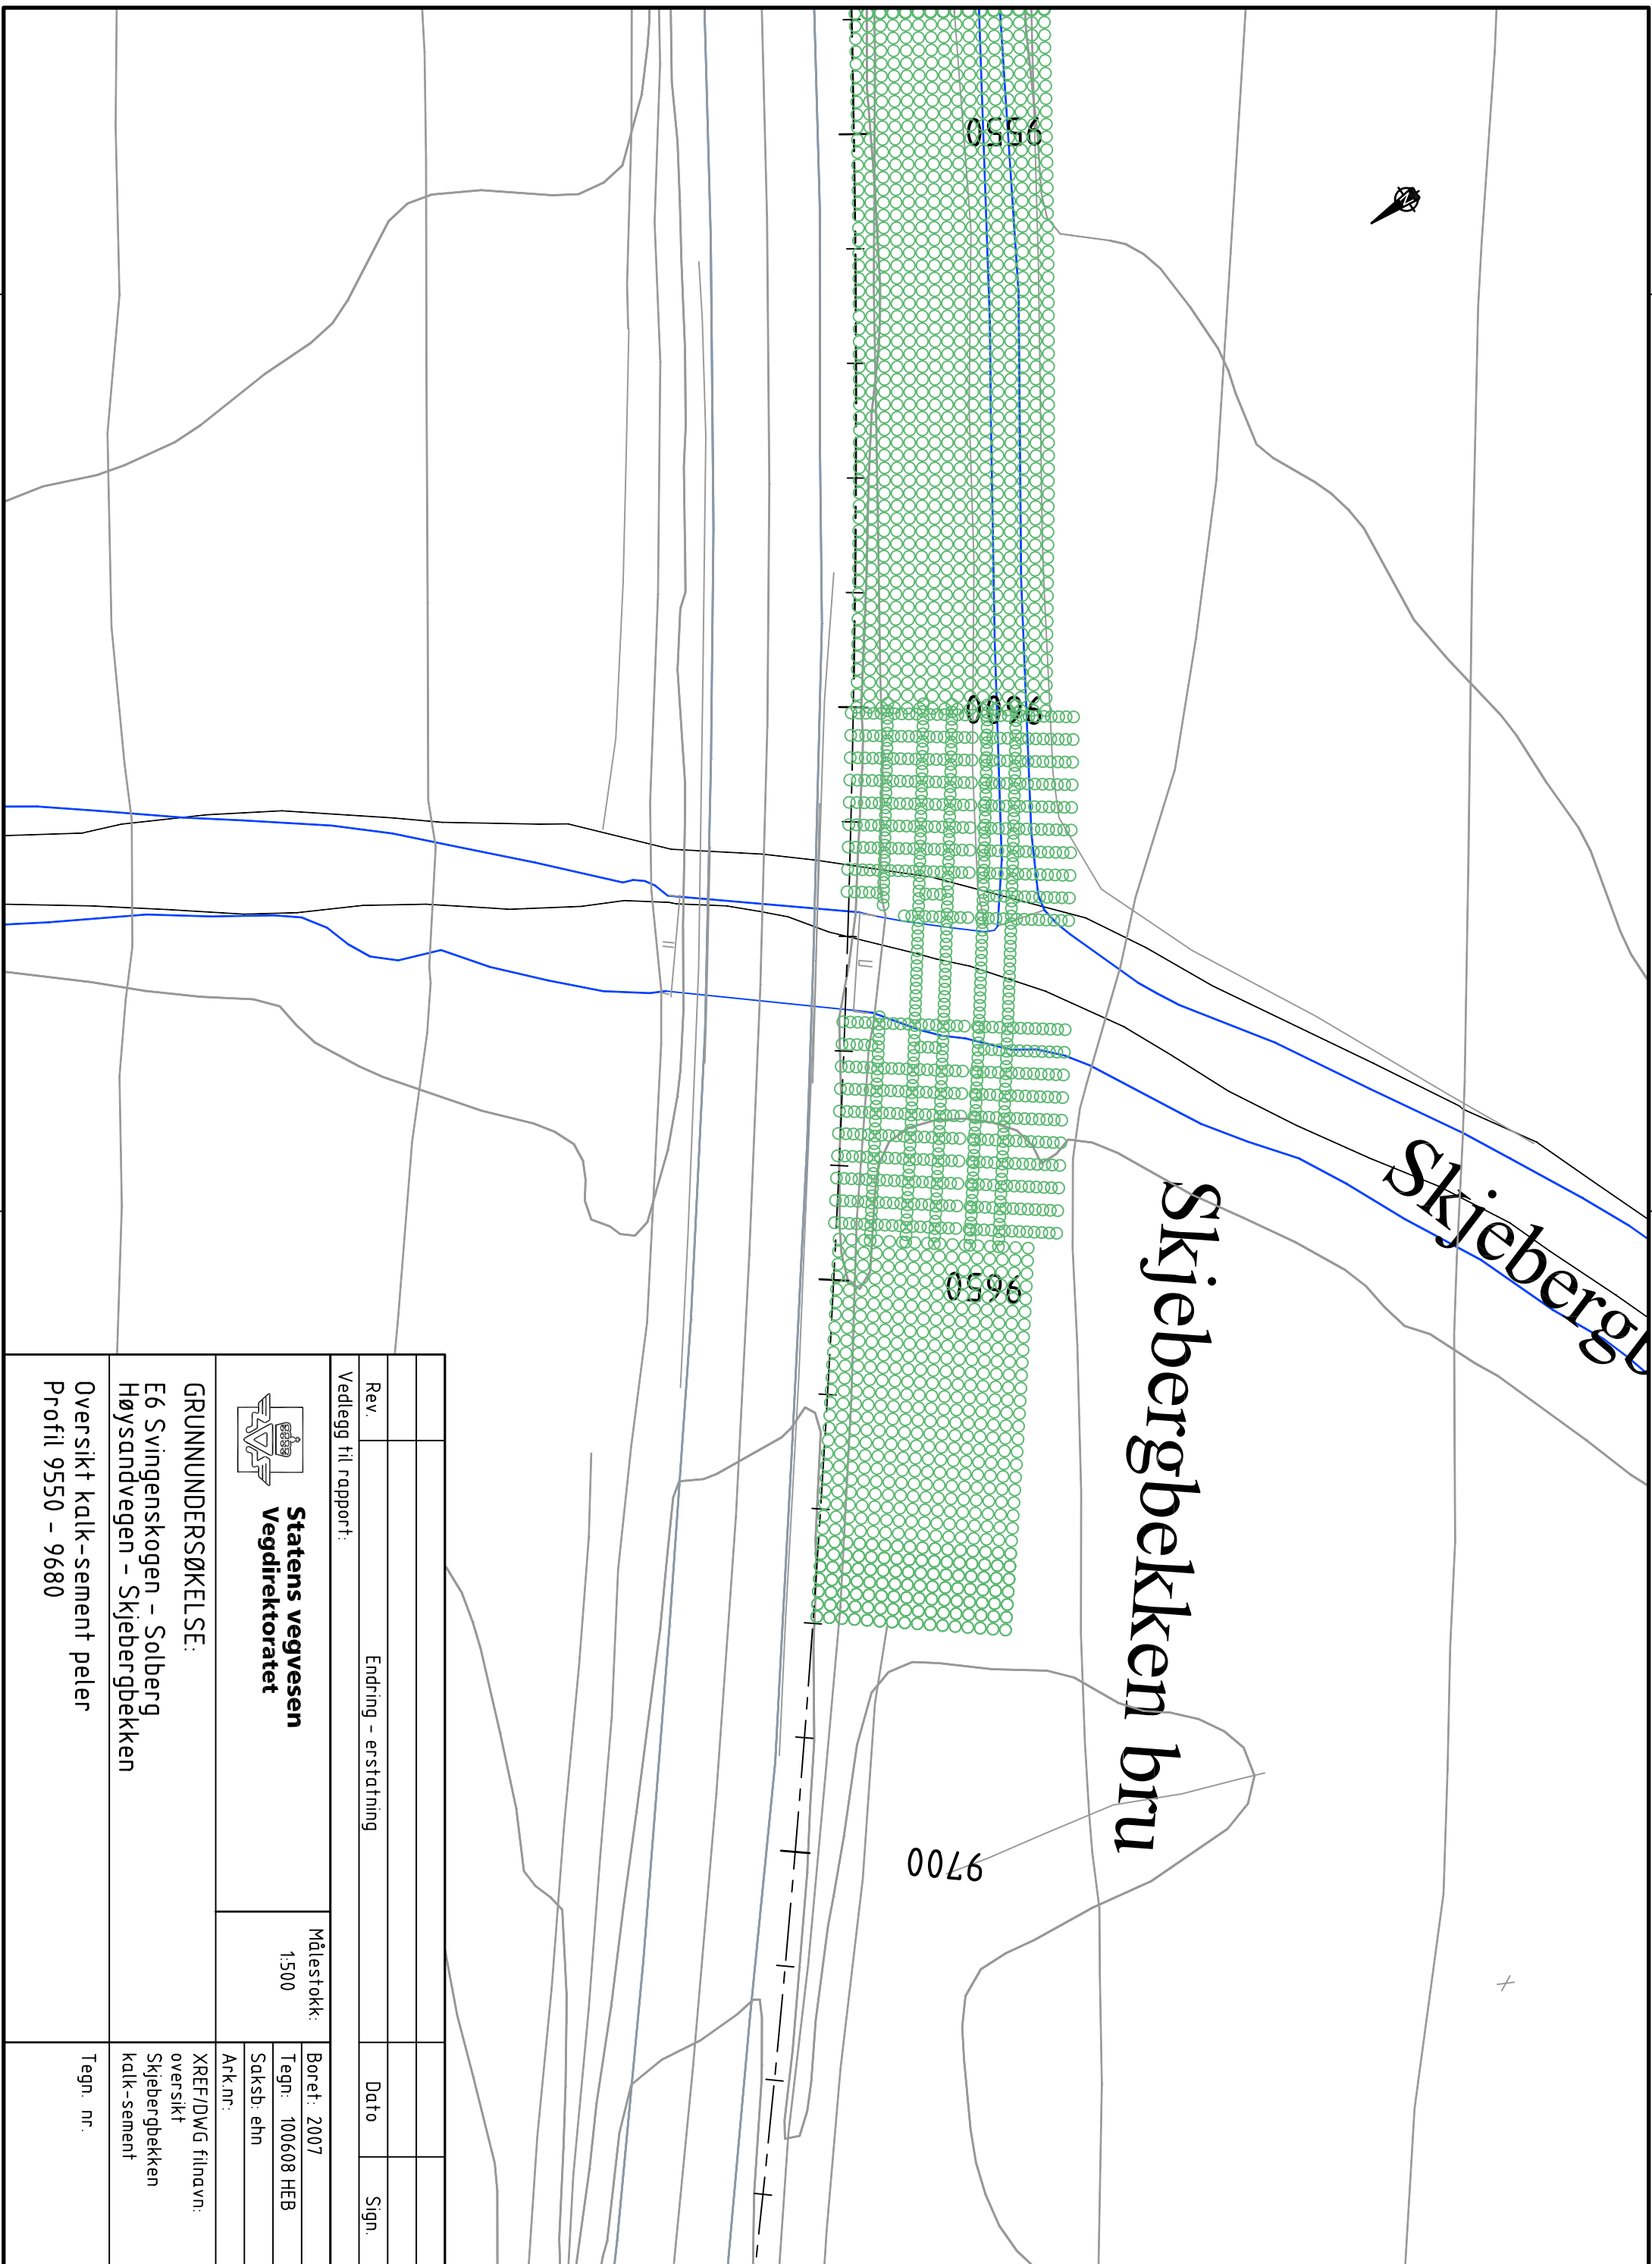 9550
9600
9650
9700
Skjebergbekken bru
Skjebergb
Rev.
Endring - erstatning
Dato
Sign.
Vedlegg til rapport:
Statens vegvesen
Vegdirektoratet
Målestokk:
1:500
Boret: 2007
Tegn: 100608 HEB
Saksb: ehn
Ark.nr:
GRUNNUNDERSØKELSE:
E6 Svingenskogen - Solberg
Høysandvegen - Skjebergbekken
XREF/DWG filnavn:
oversikt
Skjebergbekken
kalk-sement
Oversikt kalk-sement peler
Profil 9550 - 9680
Tegn. nr.